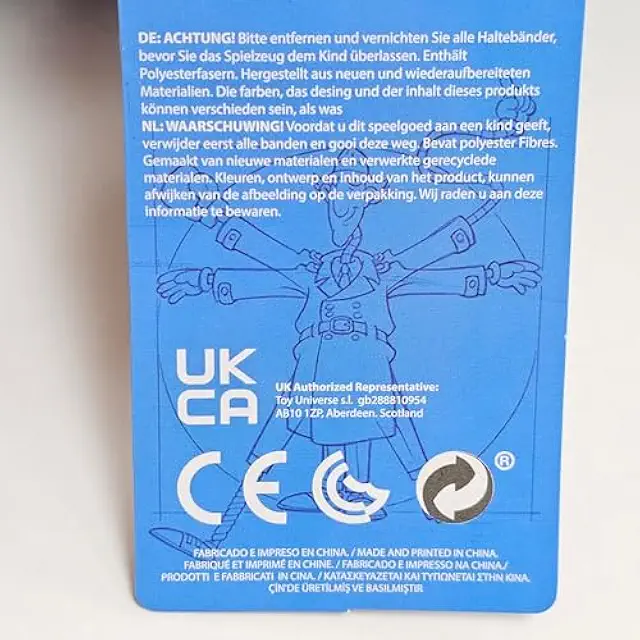 DE: ACHTUNG! Bitte entfernen und vernichten Sie alle Haltebänder,
bevor Sie das Spielzeug dem Kind überlassen. Enthält
Polyesterfasern. Hergestellt aus neuen und wiederaufbereiteten
Materialien. Die farben, das desing und der inhalt dieses produkts
können verschieden sein, als was
NL: WAARSCHUWING! Voordat u dit speelgoed aan een kind geeft,
verwijder eerst alle banden en gooi deze weg. Bevat polyester Fibres.
Gemaakt van nieuwe materialen en verwerkte gerecyclede
materialen. Kleuren, ontwerp en inhoud van het product, kunnen
afwijken van de afbeelding op de verpakking. Wij raden u aan deze
informatie te bewaren.
UK
CA
UK Authorized Representative:
Toy Universe s.l. gb288810954
AB10 1ZP, Aberdeen. Scotland
CE
®
FABRICADO E IMPRESO EN CHINA. / MADE AND PRINTED IN CHINA.
FABRIQUÉ ET IMPRIMÉ EN CHINE. / FABRICADO E IMPRESSO NA CHINA./
PRODOTTI E FABBRICATI IN CINA. / ΚΑΤΑΣΚΕΥΑΖΕΤΑΙ ΚΑΙ ΤΥΠΩΝΕΤΑΙ ΣΤΗΝ ΚΙΝΑ.
ÇİN'DE ÜRETİLMİŞ VE BASILMIŞTIR